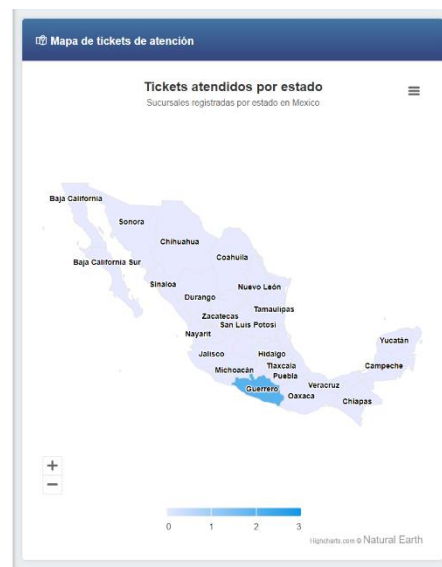 Mapa de tickets de atención
Tickets atendidos por estado
Sucursales registradas por estado en Mexico
Baja California
Sonora
Chihuahua
Coahuila
Baja California Sur
Sinaloa
Nuevo León
Durango
Tamaulipas
Zacatecas
San Luis Potosí
Nayarit
Yucatán
Jalisco
Hidalgo
Tlaxcala
Campeche
Michoacán
Puebla
Guerrero
Veracruz
Oaxaca
Chiapas
+
−
0 1 2 3
Highcharts.com © Natural Earth